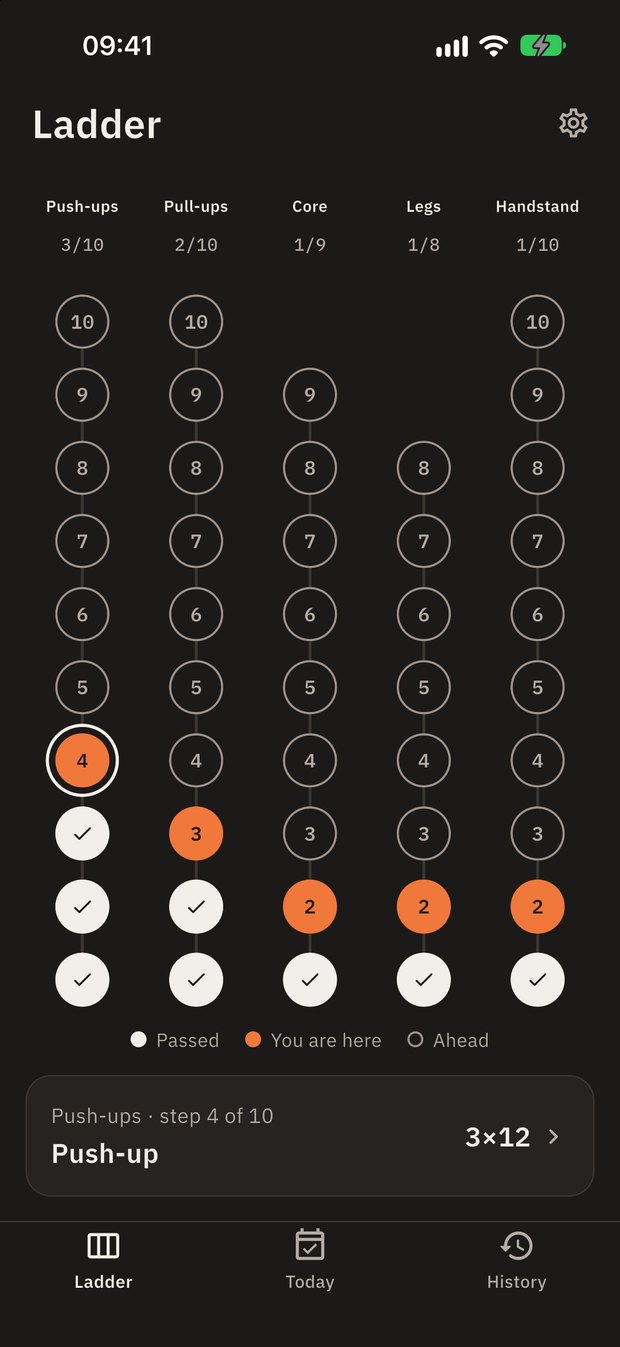 09:41
Ladder
Push-ups Pull-ups Core Legs Handstand
3/10 2/10 1/9 1/8 1/10
10 10 10
9 9 9 9
8 8 8 8 8
7 7 7 7 7
6 6 6 6 6
5 5 5 5 5
4 4 4 4 4
3 3 3 3
2 2 2
Passed You are here Ahead
Push-ups · step 4 of 10
Push-up
3×12
Ladder Today History